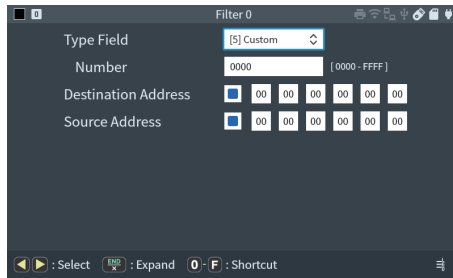 0 Filter 0
Type Field [5] Custom
Number 0000 [ 0000 - FFFF ]
Destination Address 00 00 00 00 00 00
Source Address 00 00 00 00 00 00
: Select END X : Expand 0 - F : Shortcut